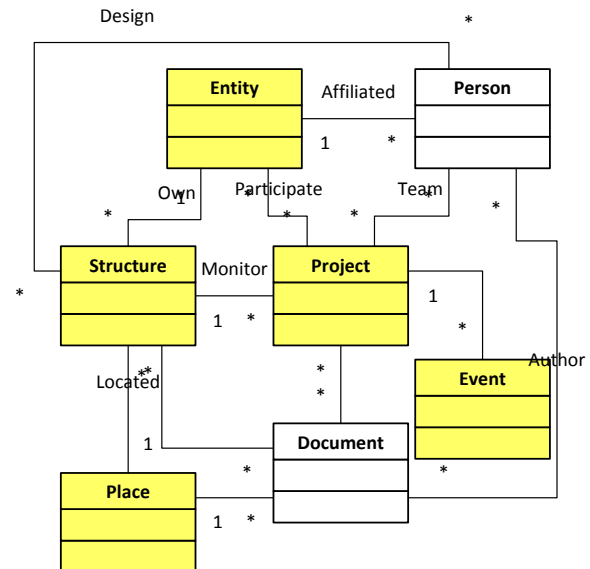 Design
*
Entity
Affiliated
Person
1
*
Own
1
Participate
*
Team
*
*
*
*
*
Structure
Monitor
Project
*
1
*
1
*
Located
*
*
*
*
Event
Author
1
Document
*
*
Place
1
*